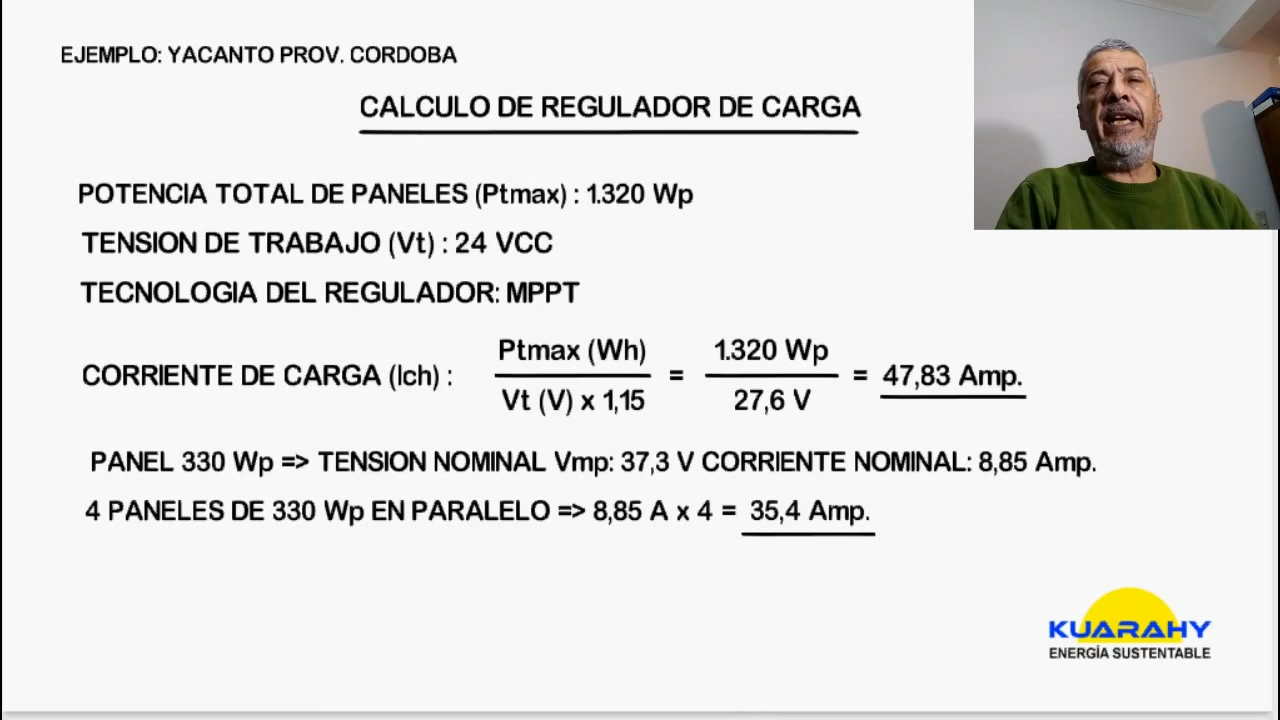 EJEMPLO: YACANTO PROV. CORDOBA
CALCULO DE REGULADOR DE CARGA
POTENCIA TOTAL DE PANELES (Ptmax) : 1.320 Wp
TENSION DE TRABAJO (Vt) : 24 VCC
TECNOLOGIA DEL REGULADOR: MPPT
CORRIENTE DE CARGA (Ich) : Ptmax (Wh) / Vt (V) x 1,15 = 1.320 Wp / 27,6 V = 47,83 Amp.
PANEL 330 Wp => TENSION NOMINAL Vmp: 37,3 V CORRIENTE NOMINAL: 8,85 Amp.
4 PANELES DE 330 Wp EN PARALELO => 8,85 A x 4 = 35,4 Amp.
KUARAHY
ENERGÍA SUSTENTABLE